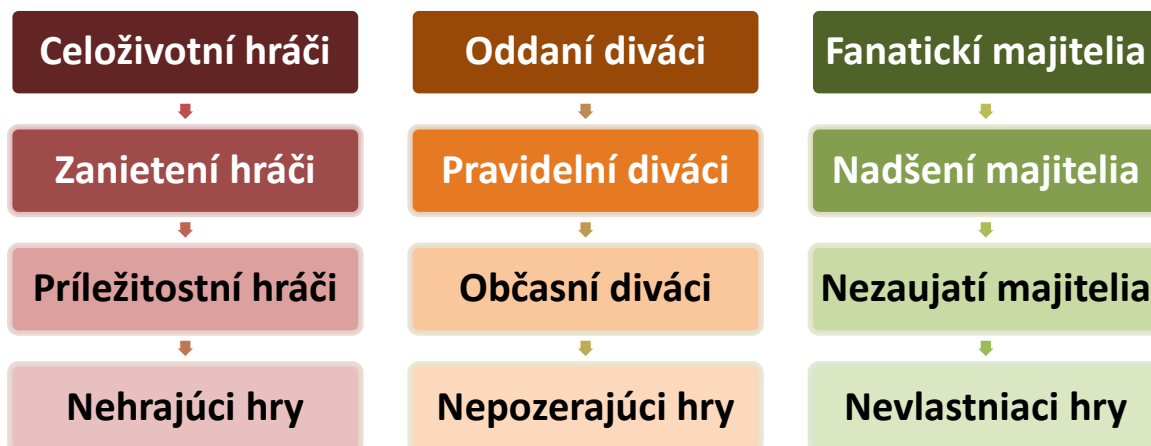 Celoživotní hráči
Zanietení hráči
Príležitostní hráči
Nehrajúci hry
Oddaní diváci
Pravidelní diváci
Občasní diváci
Nepozerajúci hry
Fanatickí majitelia
Nadšení majitelia
Nezaujatí majitelia
Nevlastniaci hry